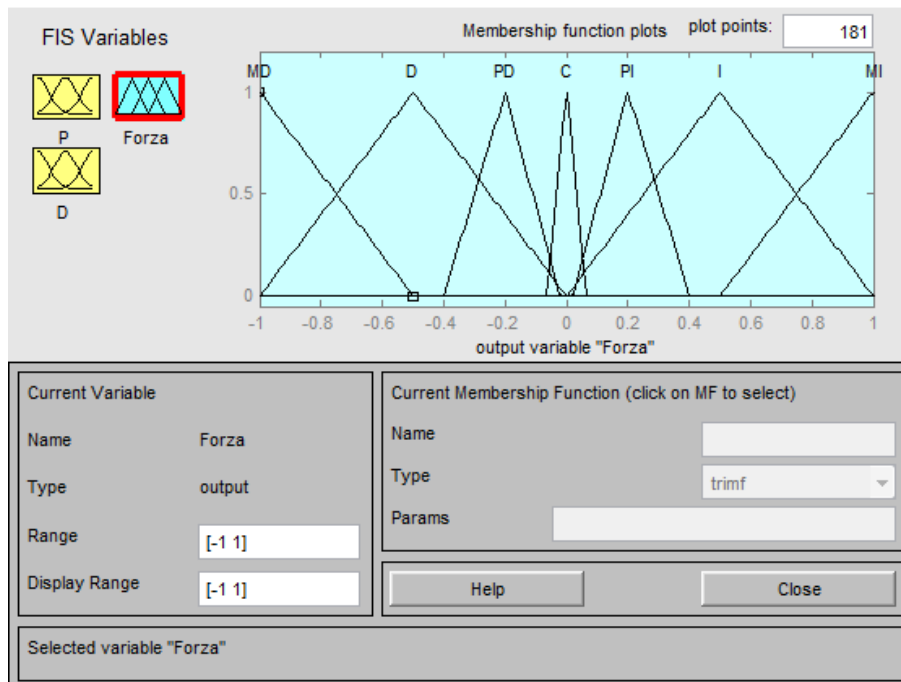 FIS Variables
P
Forza
D
Membership function plots
plot points:
181
MD D PD C PI I MI
1
0.5
0
-1 -0.8 -0.6 -0.4 -0.2 0 0.2 0.4 0.6 0.8 1
output variable "Forza"
Current Variable
Name Forza
Type output
Range [-1 1]
Display Range [-1 1]
Current Membership Function (click on MF to select)
Name
Type trimf
Params
Help Close
Selected variable "Forza"